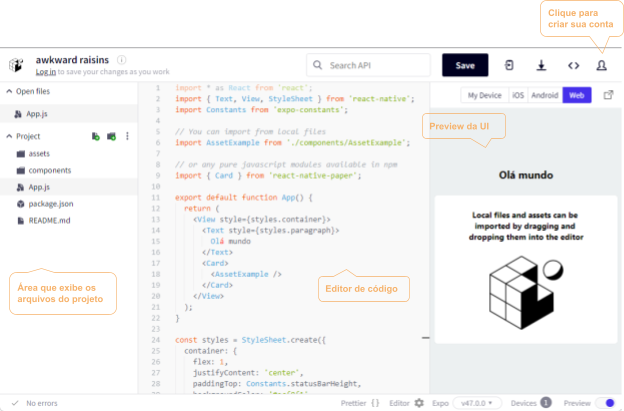 Clique para
criar sua conta
awkward raisins
Log in to save your changes as you work
Search API
Save
My Device
iOS
Android
Web
Open files
App.js
Project
assets
components
App.js
package.json
README.md
Área que exibe os
arquivos do projeto
1 import * as React from 'react';
2 import { Text, View, StyleSheet } from 'react-native';
3 import Constants from 'expo-constants';
4
5 // You can import from local files
6 import AssetExample from './components/AssetExample';
7
8 // or any pure javascript modules available in npm
9 import { Card } from 'react-native-paper';
10
11 export default function App() {
12 return (
13 <View style={styles.container}>
14 <Text style={styles.paragraph}>
15 Olá mundo
16 </Text>
17 <Card>
18 <AssetExample />
19 </Card>
20 </View>
21 );
22 }
23
24 const styles = StyleSheet.create({
25 container: {
26 flex: 1,
27 justifyContent: 'center',
28 paddingTop: Constants.statusBarHeight,
Editor de código
Preview da UI
Olá mundo
Local files and assets can be
imported by dragging and
dropping them into the editor
No errors
Prettier {}
Editor
Expo
v47.0.0
Devices 1
Preview